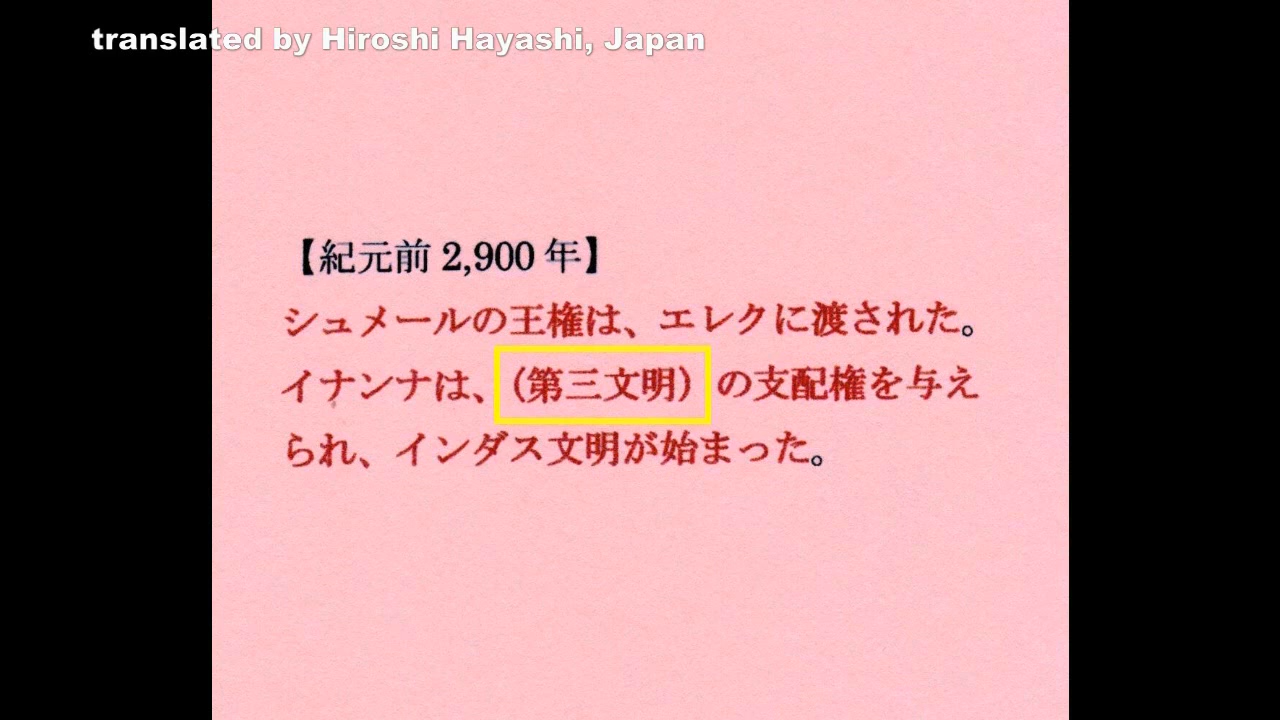 translated by Hiroshi Hayashi, Japan
【紀元前 2,900 年】
シュメールの王権は、エレクに渡された。
イナンナは、（第三文明）の支配権を与え
られ、インダス文明が始まった。